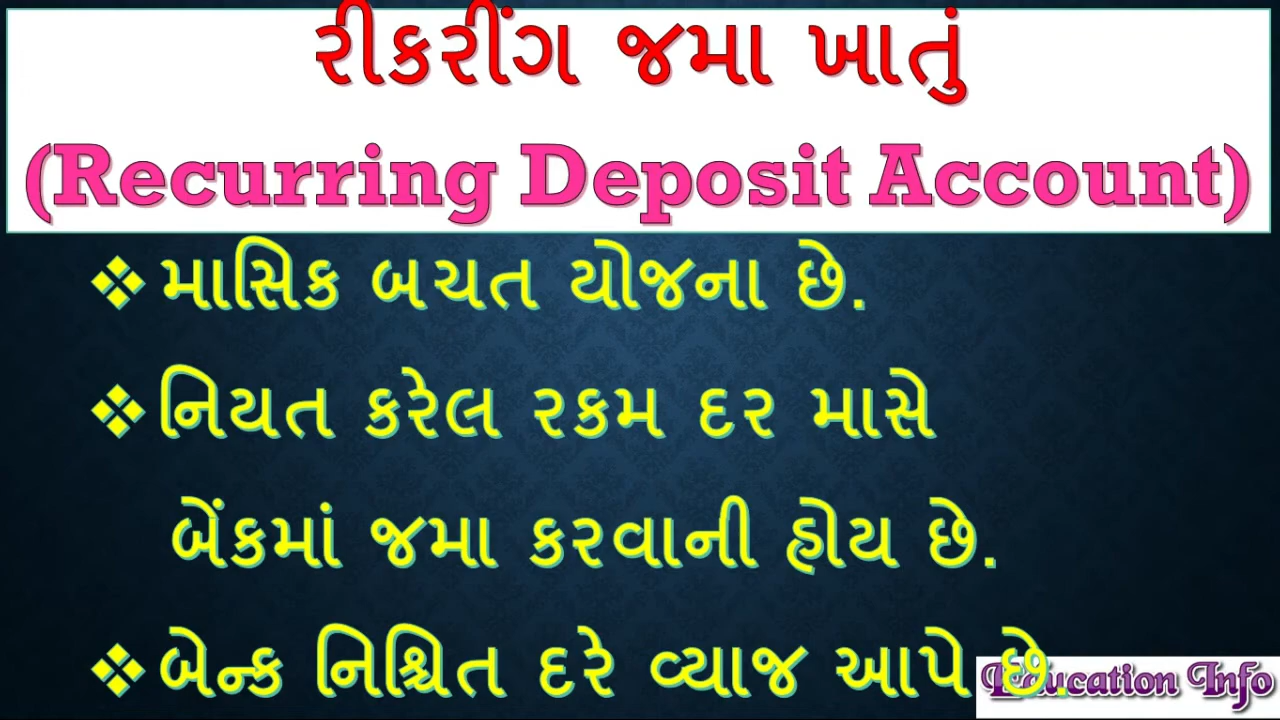 રીકરીંગ જમા ખાતું
(Recurring Deposit Account)
❖માસિક બચત યોજના છે.
❖નિયત કરેલ રકમ દર માસે
બેંકમાં જમા કરવાની હોય છે.
❖બેન્ક નિશ્ચિત દરે વ્યાજ આપે છે.
Education Info